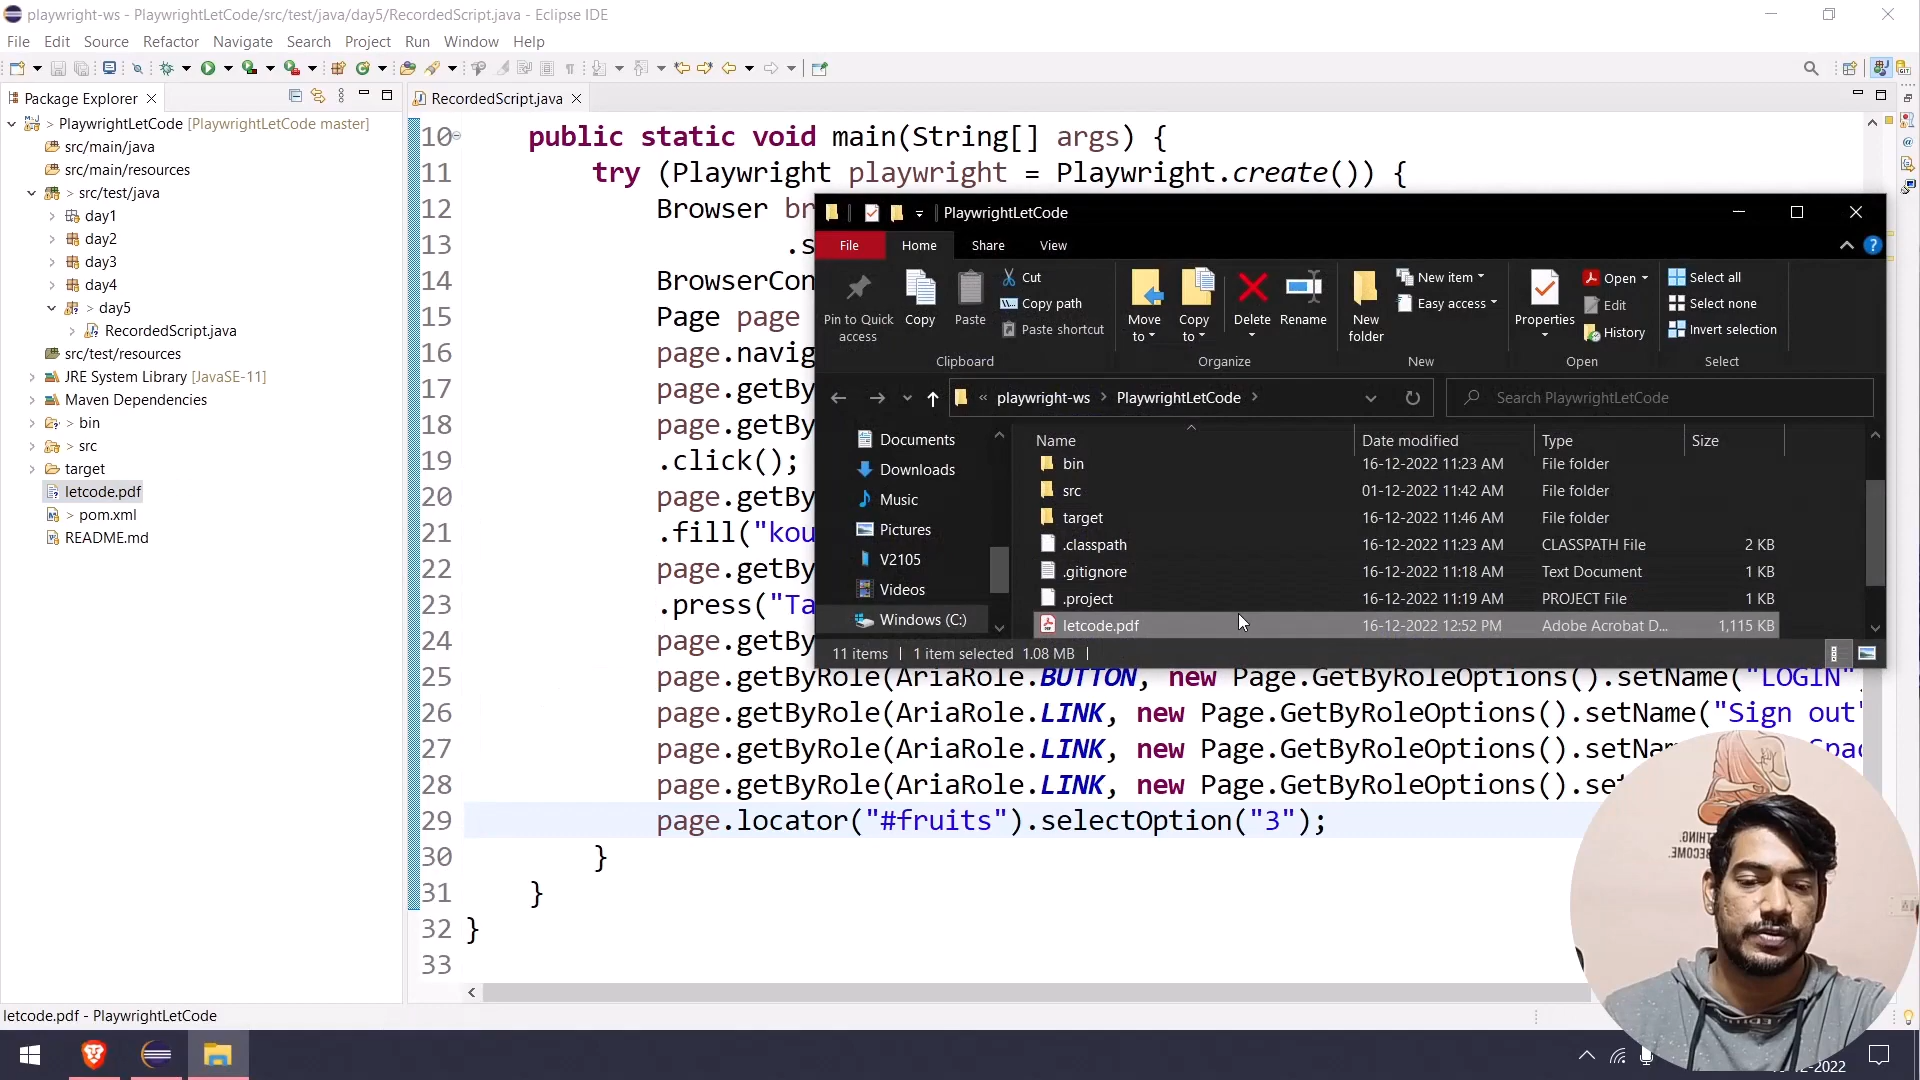 playwright-ws - PlaywrightLetCode/src/test/java/day5/RecordedScript.java - Eclipse IDE
File Edit Source Refactor Navigate Search Project Run Window Help
Package Explorer
RecordedScript.java
> PlaywrightLetCode [PlaywrightLetCode master]
src/main/java
src/main/resources
> src/test/java
day1
day2
day3
day4
> day5
RecordedScript.java
src/test/resources
JRE System Library [JavaSE-11]
Maven Dependencies
> bin
> src
target
letcode.pdf
> pom.xml
README.md
10 public static void main(String[] args) {
11 try (Playwright playwright = Playwright.create()) {
12 Browser br
13 .s
14 BrowserCon
15 Page page
16 page.navig
17 page.getBy
18 page.getBy
19 .click();
20 page.getBy
21 .fill("kou
22 page.getBy
23 .press("Ta
24 page.getBy
25 page.getByRole(AriaRole.BUTTON, new Page.GetByRoleOptions().setName("LOGIN"
26 page.getByRole(AriaRole.LINK, new Page.GetByRoleOptions().setName("Sign out"
27 page.getByRole(AriaRole.LINK, new Page.GetByRoleOptions().setNam
28 page.getByRole(AriaRole.LINK, new Page.GetByRoleOptions().set
29 page.locator("#fruits").selectOption("3");
30 }
31 }
32 }
33
PlaywrightLetCode
File Home Share View
Pin to Quick access
Copy
Paste
Cut
Copy path
Paste shortcut
Clipboard
Move to
Copy to
Delete
Rename
Organize
New folder
New item
Easy access
New
Properties
Open
Edit
History
Open
Select all
Select none
Invert selection
Select
« playwright-ws > PlaywrightLetCode >
Search PlaywrightLetCode
Documents
Downloads
Music
Pictures
V2105
Videos
Windows (C:)
Name Date modified Type Size
bin 16-12-2022 11:23 AM File folder
src 01-12-2022 11:42 AM File folder
target 16-12-2022 11:46 AM File folder
.classpath 16-12-2022 11:23 AM CLASSPATH File 2 KB
.gitignore 16-12-2022 11:18 AM Text Document 1 KB
.project 16-12-2022 11:19 AM PROJECT File 1 KB
letcode.pdf 16-12-2022 12:52 PM Adobe Acrobat D... 1,115 KB
11 items 1 item selected 1.08 MB
letcode.pdf - PlaywrightLetCode